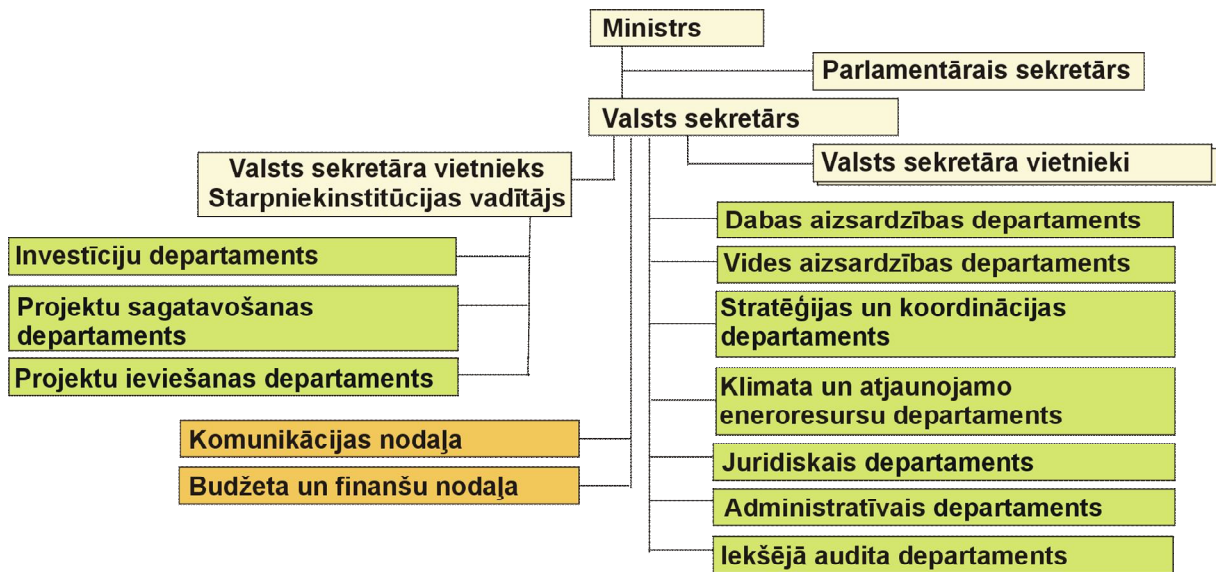 Ministrs
Parlamentārais sekretārs
Valsts sekretārs
Valsts sekretāra vietnieks
Starpniekinstitūcijas vadītājs
Valsts sekretāra vietnieki
Investīciju departaments
Projektu sagatavošanas
departaments
Projektu ieviešanas departaments
Komunikācijas nodaļa
Budžeta un finanšu nodaļa
Dabas aizsardzības departaments
Vides aizsardzības departaments
Stratēģijas un koordinācijas
departaments
Klimata un atjaunojamo
eneroresursu departaments
Juridiskais departaments
Administratīvais departaments
Iekšējā audita departaments